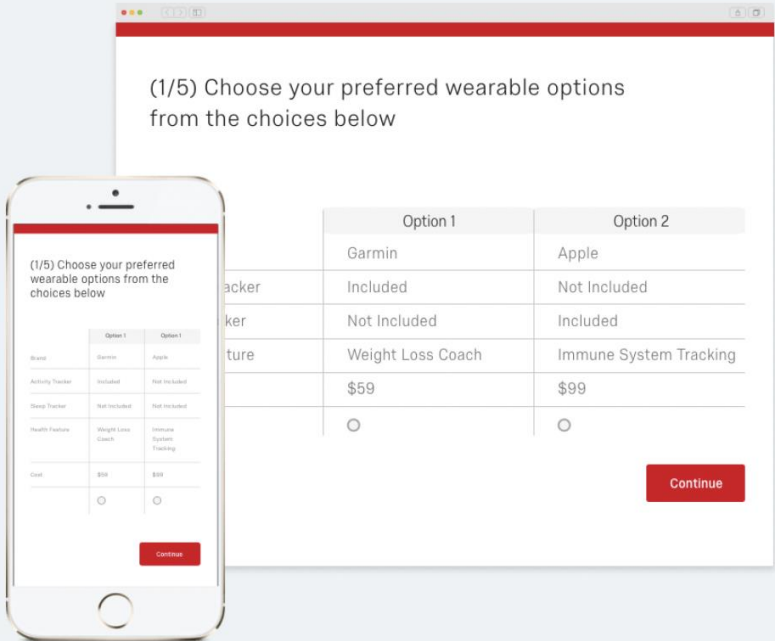 (1/5) Choose your preferred wearable options
from the choices below
Option 1 Option 2
Garmin Apple
acker Included Not Included
ker Not Included Included
ture Weight Loss Coach Immune System Tracking
$59 $99
Continue
(1/5) Choose your preferred
wearable options from the
choices below
Option 1 Option 1
Brand Garmin Apple
Activity Tracker Included Not Included
Sleep Tracker Not Included Not Included
Health Feature Weight Loss Immune
Coach System
Tracking
Cost $59 $99
Continue